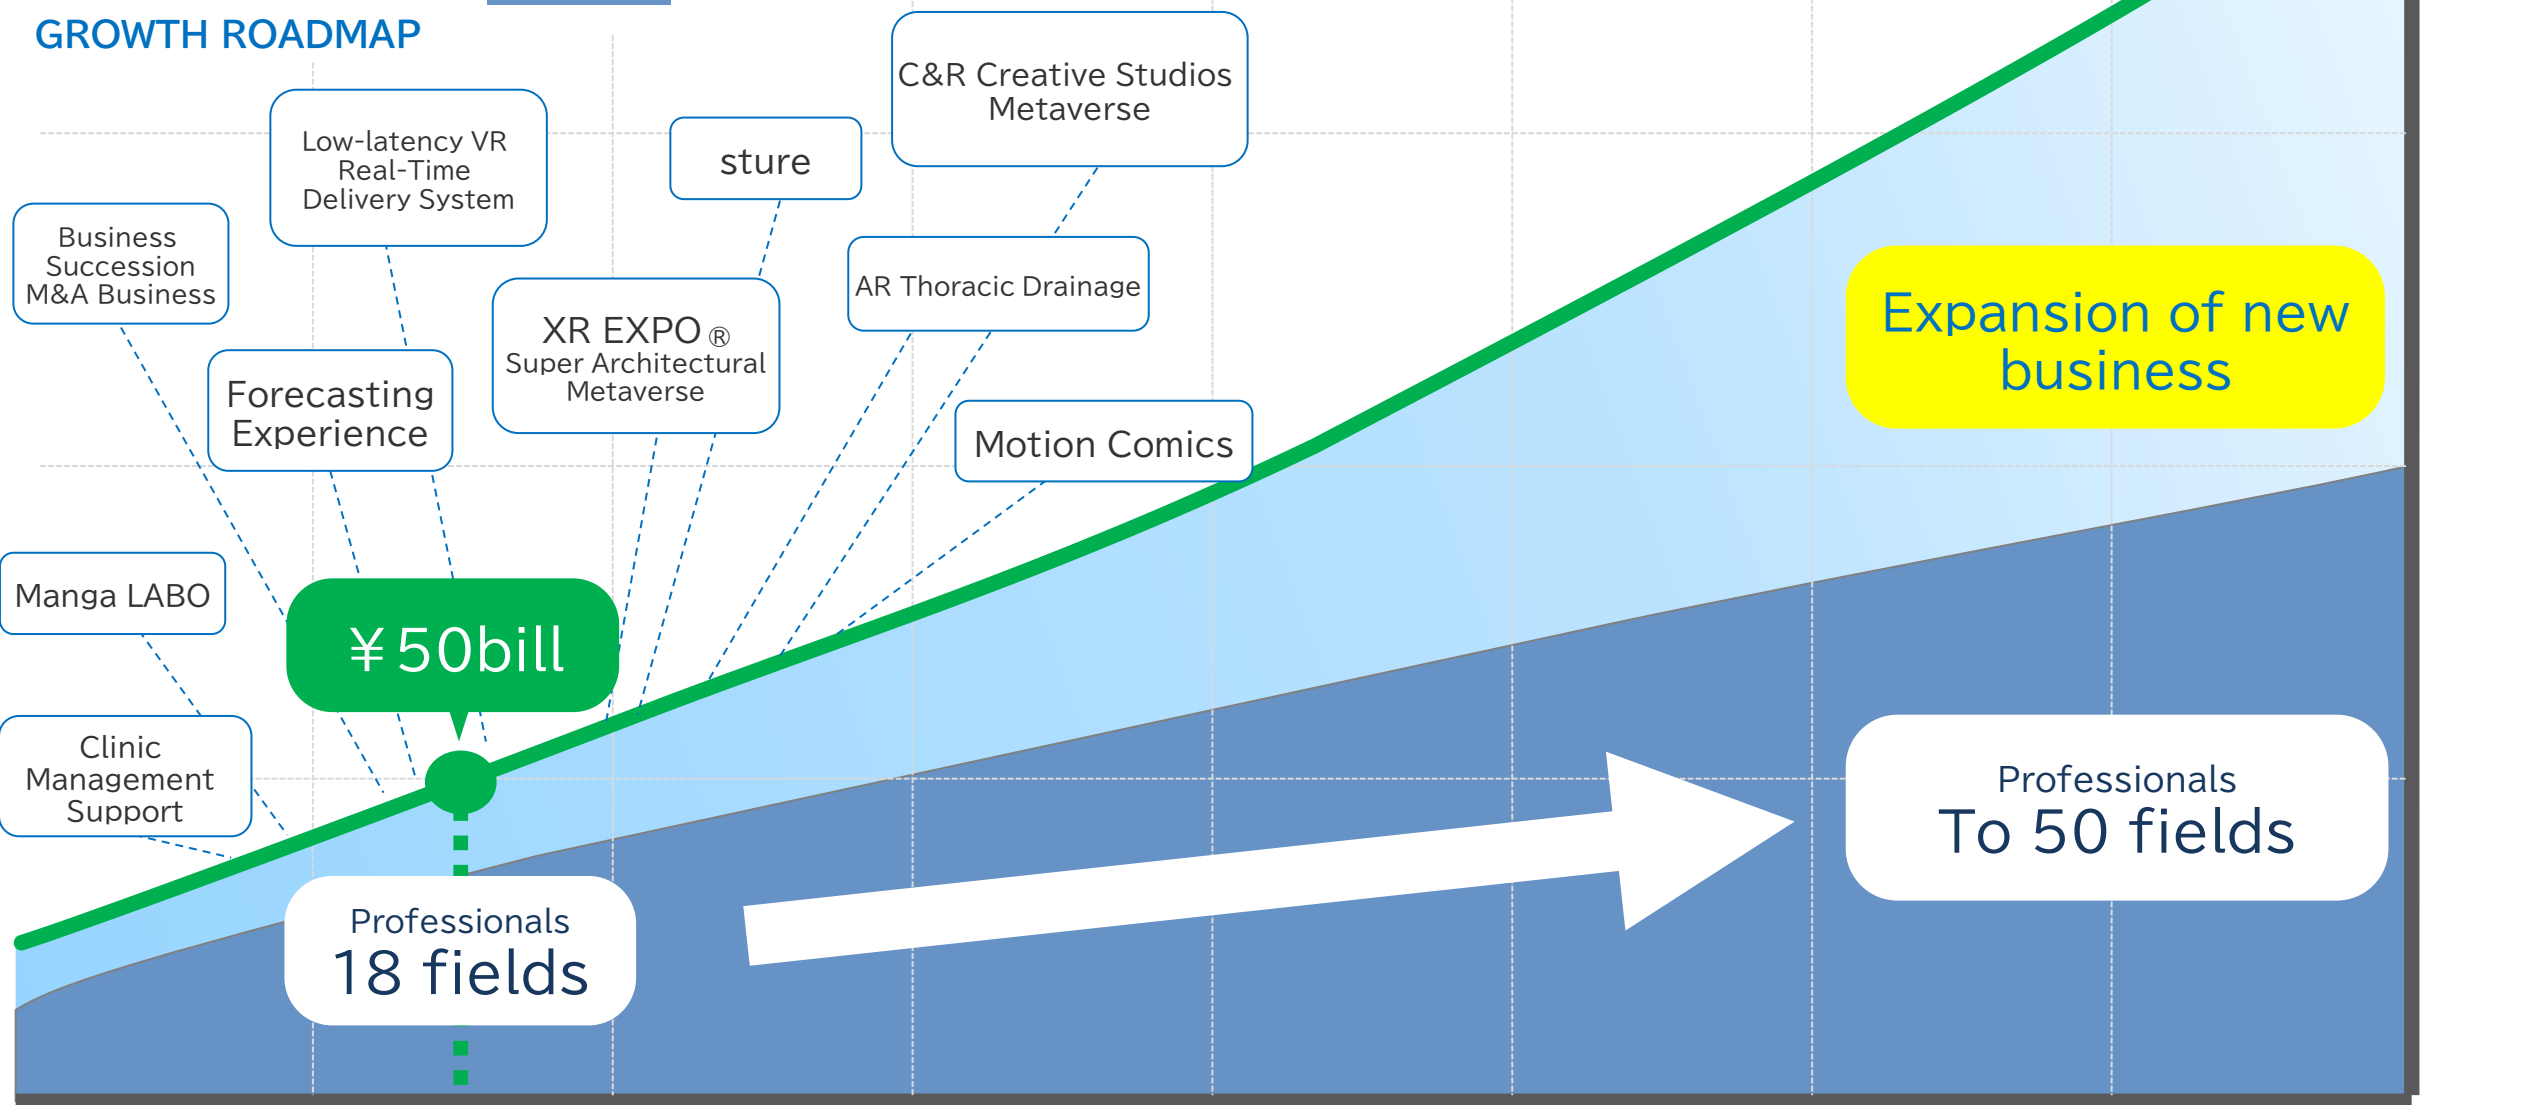 GROWTH ROADMAP
C&R Creative Studios
Metaverse
Low-latency VR
Real-Time
Delivery System
sture
Business
Succession
M&A Business
AR Thoracic Drainage
XR EXPO ®
Super Architectural
Metaverse
Expansion of new
business
Forecasting
Experience
Motion Comics
Manga LABO
¥50bill
Clinic
Management
Support
Professionals
To 50 fields
Professionals
18 fields